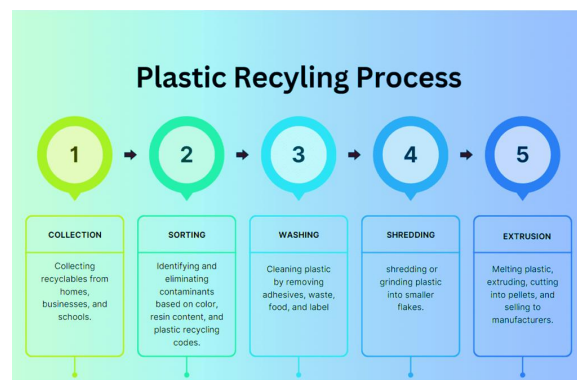 Plastic Recyling Process
1
2
3
4
5
COLLECTION
Collecting
recyclables from
homes,
businesses, and
schools.
SORTING
Identifying and
eliminating
contaminants
based on color,
resin content, and
plastic recycling
codes.
WASHING
Cleaning plastic
by removing
adhesives, waste,
food, and label
SHREDDING
shredding or
grinding plastic
into smaller
flakes.
EXTRUSION
Melting plastic,
extruding, cutting
into pellets, and
selling to
manufacturers.